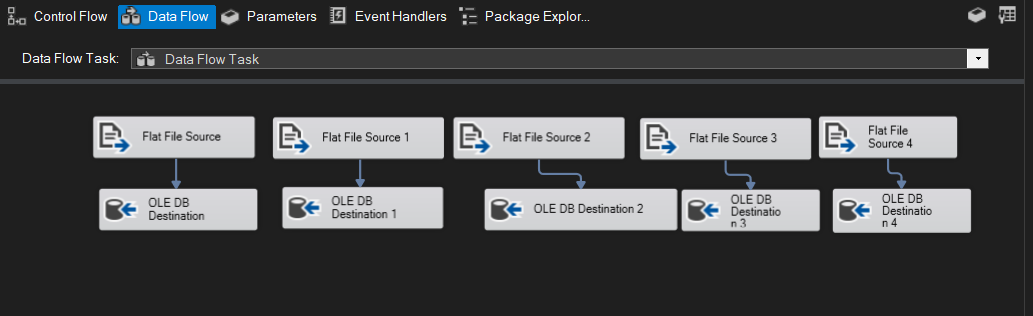 Control Flow Data Flow Parameters Event Handlers Package Explor...
Data Flow Task: Data Flow Task
Flat File Source
Flat File Source 1
Flat File Source 2
Flat File Source 3
Flat File
Source 4
OLE DB
Destination
OLE DB
Destination 1
OLE DB Destination 2
OLE DB
Destinatio
n 3
OLE DB
Destinatio
n 4